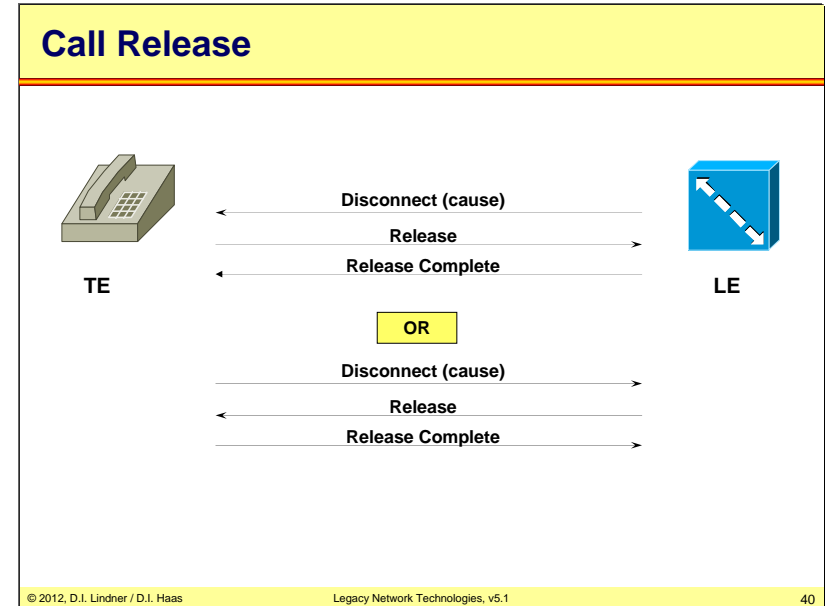 Call Release
Disconnect (cause)
Release
Release Complete
TE
LE
OR
Disconnect (cause)
Release
Release Complete
© 2012, D.I. Lindner / D.I. Haas
Legacy Network Technologies, v5.1
40